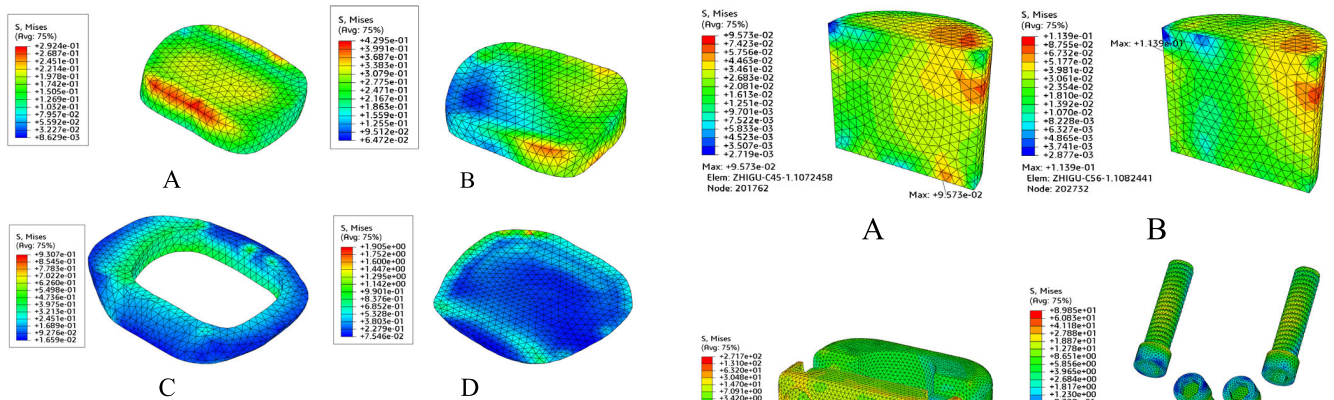 S, Mises
(Avg: 75%)
+2.924e-01
+2.687e-01
+2.451e-01
+2.214e-01
+1.978e-01
+1.742e-01
+1.505e-01
+1.269e-01
+1.032e-01
+7.957e-02
+5.592e-02
+3.227e-02
+8.629e-03
A
S, Mises
(Avg: 75%)
+4.295e-01
+3.991e-01
+3.687e-01
+3.383e-01
+3.079e-01
+2.775e-01
+2.471e-01
+2.167e-01
+1.863e-01
+1.559e-01
+1.255e-01
+9.512e-02
+6.472e-02
B
S, Mises
(Avg: 75%)
+9.307e-01
+8.545e-01
+7.783e-01
+7.022e-01
+6.260e-01
+5.498e-01
+4.736e-01
+3.975e-01
+3.213e-01
+2.451e-01
+1.689e-01
+9.276e-02
+1.659e-02
C
S, Mises
(Avg: 75%)
+1.905e+00
+1.752e+00
+1.600e+00
+1.447e+00
+1.295e+00
+1.142e+00
+9.901e-01
+8.376e-01
+6.852e-01
+5.328e-01
+3.803e-01
+2.279e-01
+7.546e-02
D
S, Mises
(Avg: 75%)
+9.573e-02
+7.423e-02
+5.756e-02
+4.463e-02
+3.461e-02
+2.683e-02
+2.081e-02
+1.613e-02
+1.251e-02
+9.701e-03
+7.522e-03
+5.833e-03
+4.523e-03
+3.507e-03
+2.719e-03
Max: +9.573e-02
Elem: ZHIGU-C45-1.1072458
Node: 201762
Max: +9.573e-02
A
S, Mises
(Avg: 75%)
+1.139e-01
+8.755e-02
+6.732e-02
+5.177e-02
+3.981e-02
+3.061e-02
+2.354e-02
+1.810e-02
+1.392e-02
+1.070e-02
+8.228e-03
+6.327e-03
+4.865e-03
+3.741e-03
+2.877e-03
Max: +1.139e-01
Elem: ZHIGU-C56-1.1082441
Node: 202732
Max: +1.139e-01
B
S, Mises
(Avg: 75%)
+2.717e+02
+1.310e+02
+6.320e+01
+3.048e+01
+1.470e+01
+7.091e+00
+3.420e+00
S, Mises
(Avg: 75%)
+8.985e+01
+6.083e+01
+4.118e+01
+2.788e+01
+1.887e+01
+1.278e+01
+8.651e+00
+5.856e+00
+3.965e+00
+2.684e+00
+1.817e+00
+1.230e+00